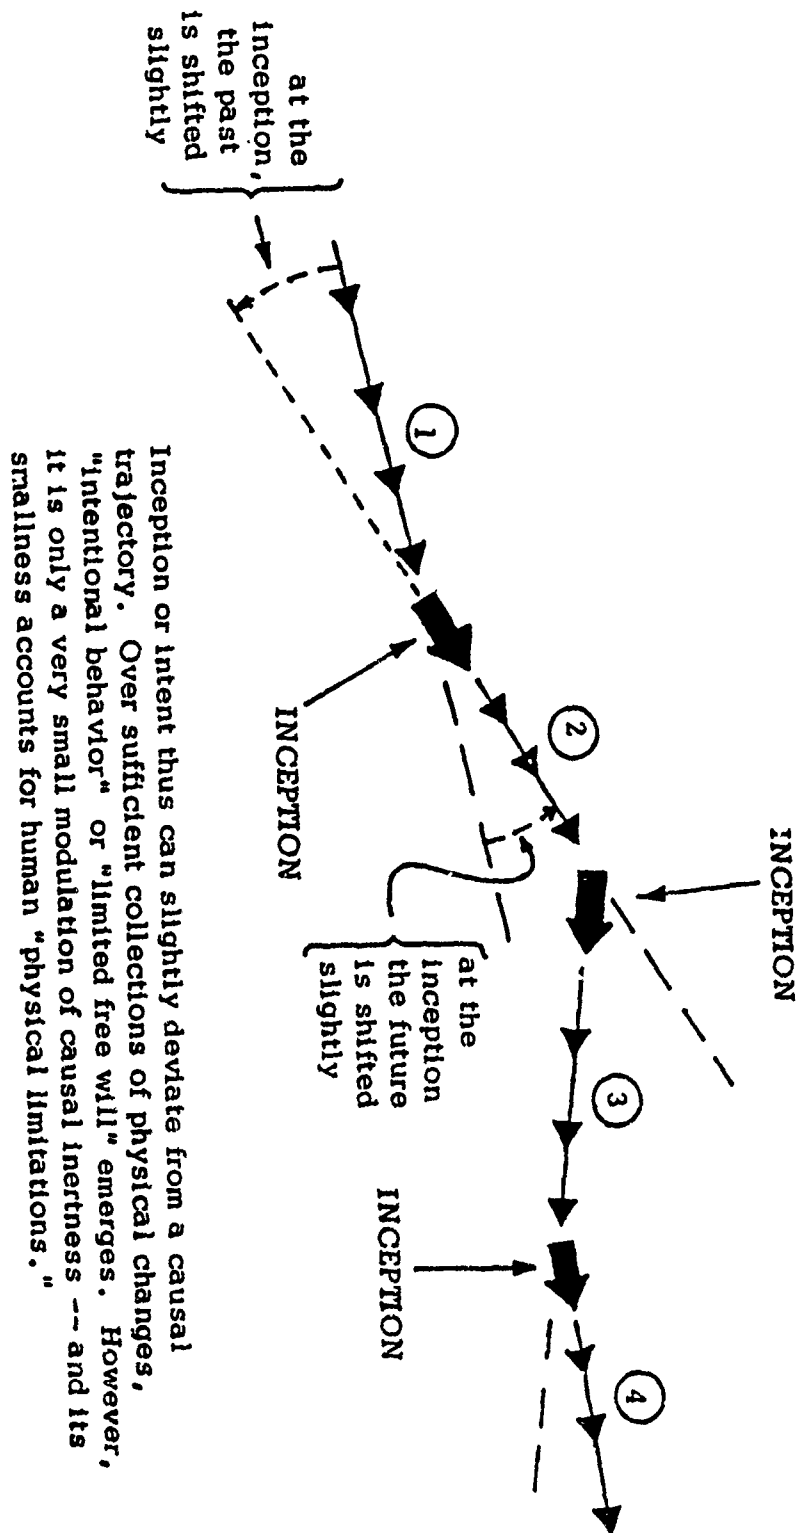 at the
inception,
the past
is shifted
slightly
1
INCEPTION
2
INCEPTION
at the
inception
the future
is shifted
slightly
3
INCEPTION
4
Inception or intent thus can slightly deviate from a causal
trajectory. Over sufficient collections of physical changes,
"intentional behavior" or "limited free will" emerges. However,
it is only a very small modulation of causal inertness -- and its
smallness accounts for human "physical limitations."